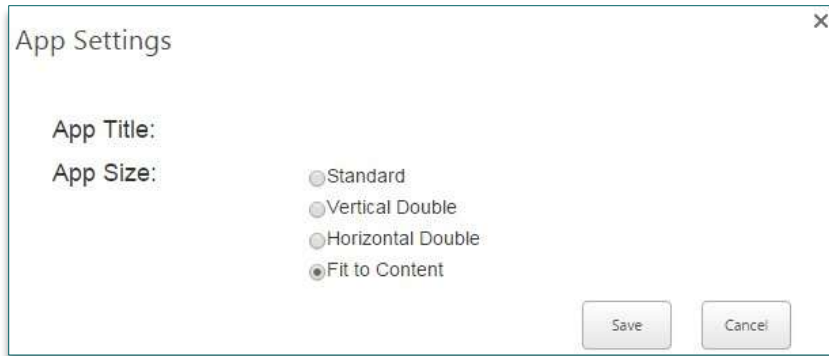 App Settings
App Title:
App Size:
Standard
Vertical Double
Horizontal Double
Fit to Content
Save
Cancel